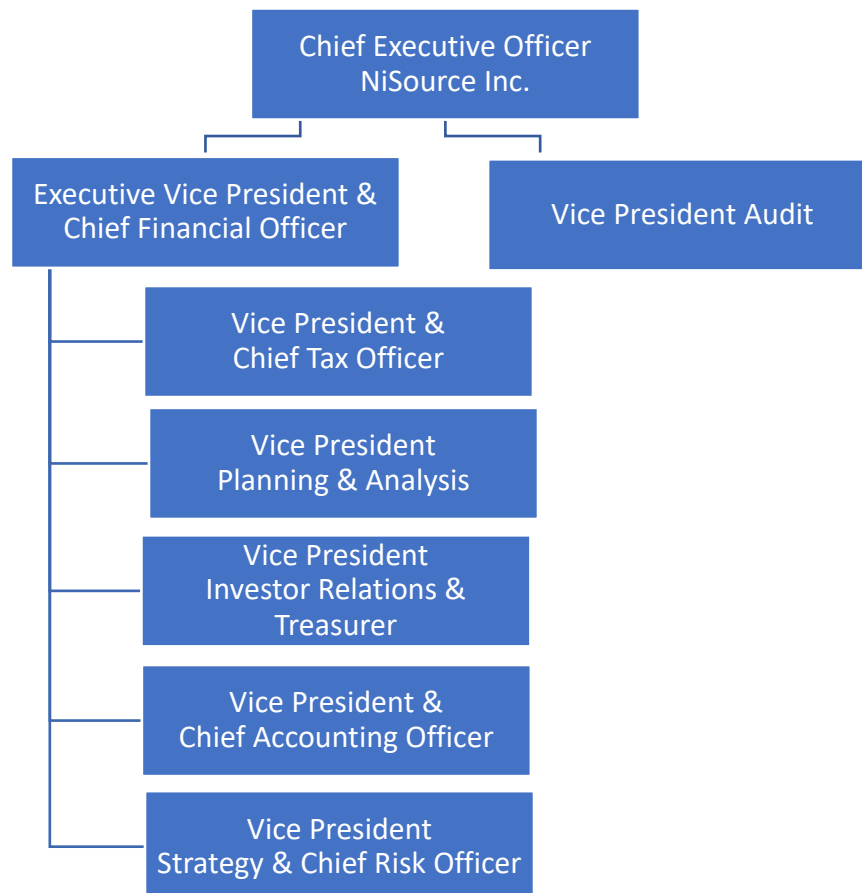 Chief Executive Officer
NiSource Inc.
Executive Vice President &
Chief Financial Officer
Vice President Audit
Vice President &
Chief Tax Officer
Vice President
Planning & Analysis
Vice President
Investor Relations &
Treasurer
Vice President &
Chief Accounting Officer
Vice President
Strategy & Chief Risk Officer